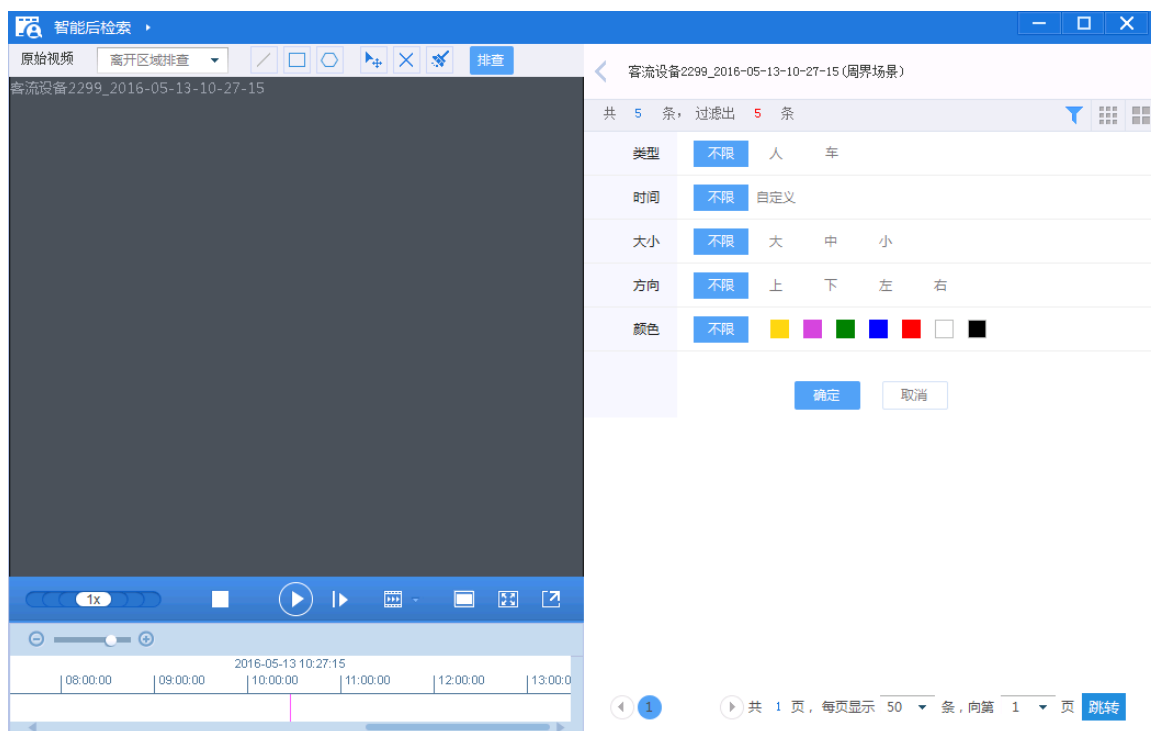 智能后检索
原始视频 离开区域排查 排查
客流设备2299_2016-05-13-10-27-15
1x
2016-05-13 10:27:15
08:00:00 09:00:00 10:00:00 11:00:00 12:00:00 13:00:0
客流设备2299_2016-05-13-10-27-15(周界场景)
共 5 条，过滤出 5 条
类型 不限 人 车
时间 不限 自定义
大小 不限 大 中 小
方向 不限 上 下 左 右
颜色 不限
确定 取消
1 共 1 页，每页显示 50 条，向第 1 页 跳转